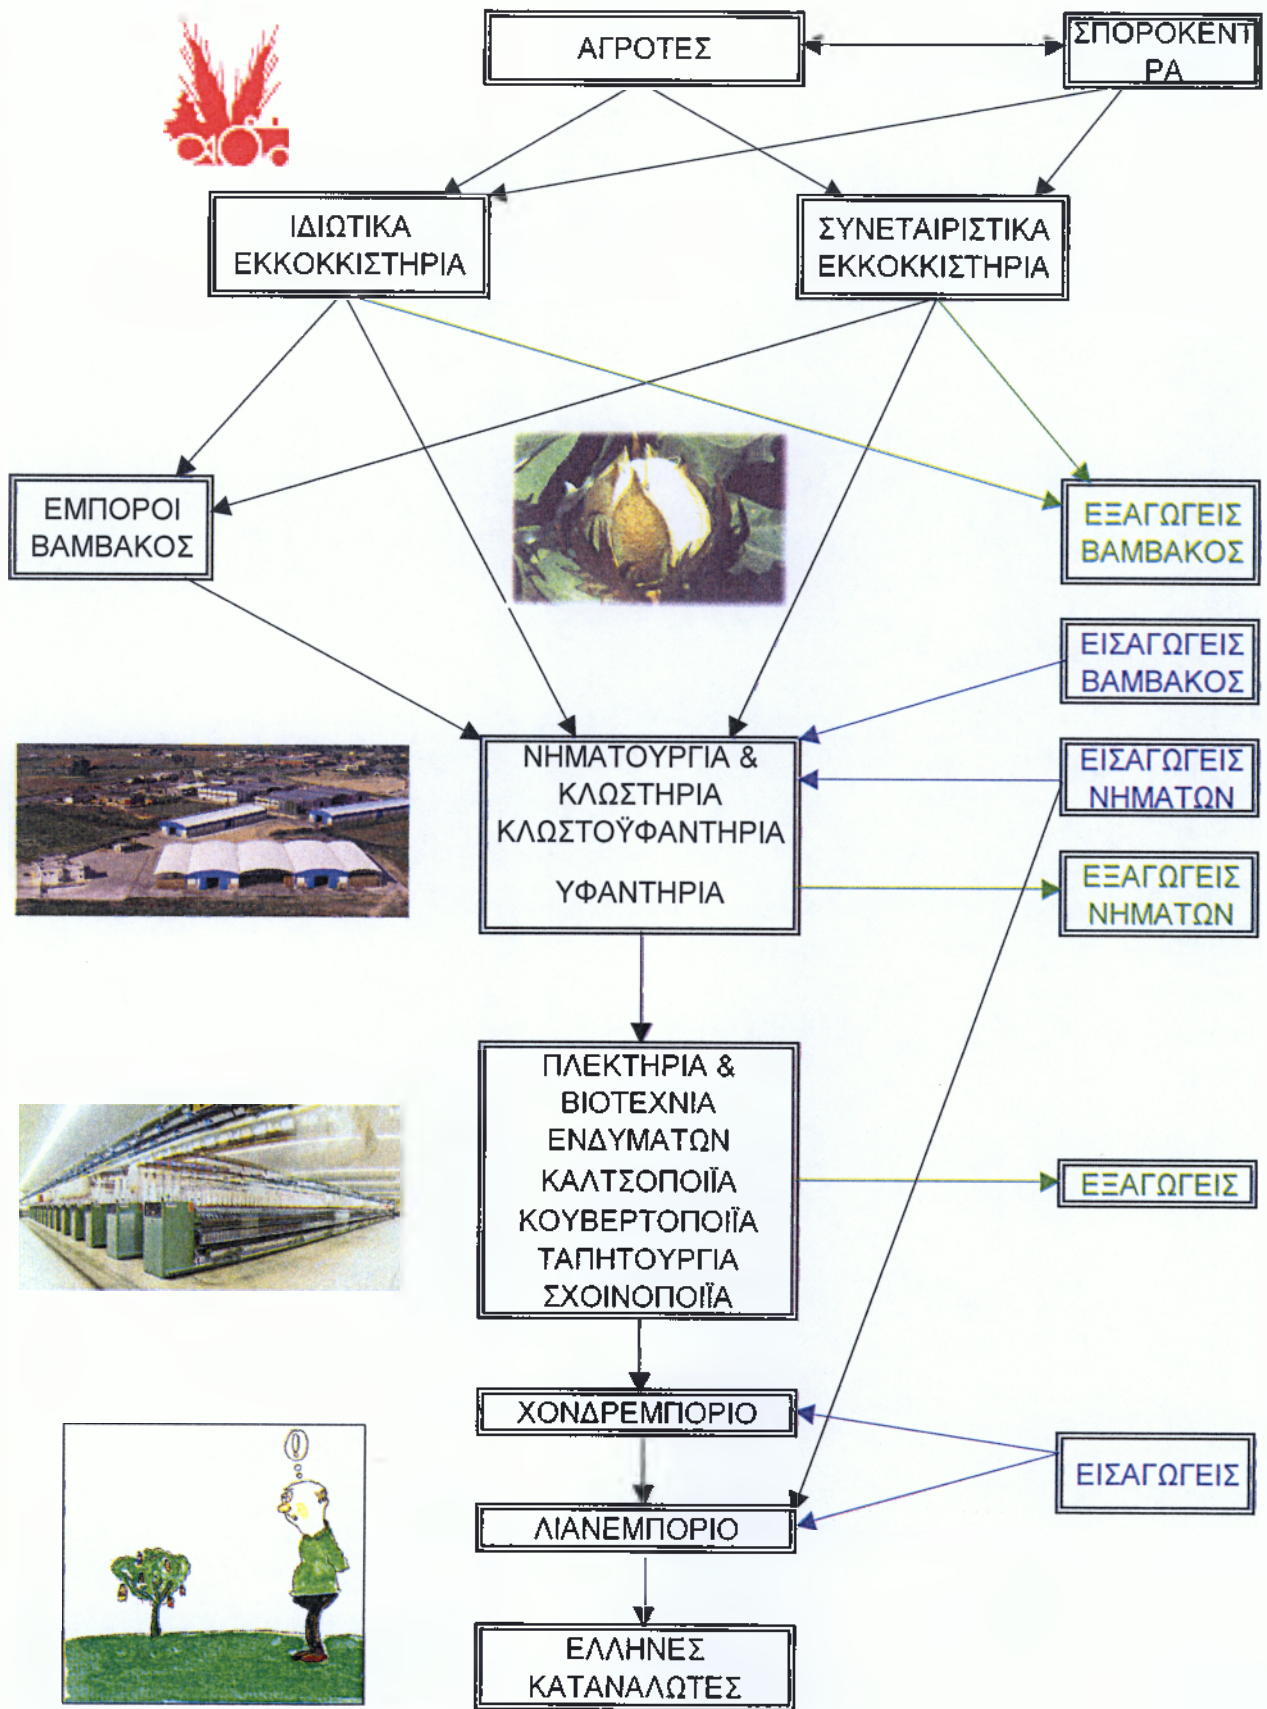 ΑΓΡΟΤΕΣ
ΣΠΟΡΟΚΕΝΤ
ΡΑ
ΙΔΙΩΤΙΚΑ
ΕΚΚΟΚΚΙΣΤΗΡΙΑ
ΣΥΝΕΤΑΙΡΙΣΤΙΚΑ
ΕΚΚΟΚΚΙΣΤΗΡΙΑ
ΕΜΠΟΡΟΙ
ΒΑΜΒΑΚΟΣ
ΕΞΑΓΩΓΕΙΣ
ΒΑΜΒΑΚΟΣ
ΕΙΣΑΓΩΓΕΙΣ
ΒΑΜΒΑΚΟΣ
ΝΗΜΑΤΟΥΡΓΙΑ &
ΚΛΩΣΤΗΡΙΑ
ΚΛΩΣΤΟΫΦΑΝΤΗΡΙΑ
ΥΦΑΝΤΗΡΙΑ
ΕΙΣΑΓΩΓΕΙΣ
ΝΗΜΑΤΩΝ
ΕΞΑΓΩΓΕΙΣ
ΝΗΜΑΤΩΝ
ΠΛΕΚΤΗΡΙΑ &
ΒΙΟΤΕΧΝΙΑ
ΕΝΔΥΜΑΤΩΝ
ΚΑΛΤΣΟΠΟΙΪΑ
ΚΟΥΒΕΡΤΟΠΟΙΪΑ
ΤΑΠΗΤΟΥΡΓΙΑ
ΣΧΟΙΝΟΠΟΙΪΑ
ΕΞΑΓΩΓΕΙΣ
ΧΟΝΔΡΕΜΠΟΡΙΟ
ΕΙΣΑΓΩΓΕΙΣ
ΛΙΑΝΕΜΠΟΡΙΟ
ΕΛΛΗΝΕΣ
ΚΑΤΑΝΑΛΩΤΕΣ
!